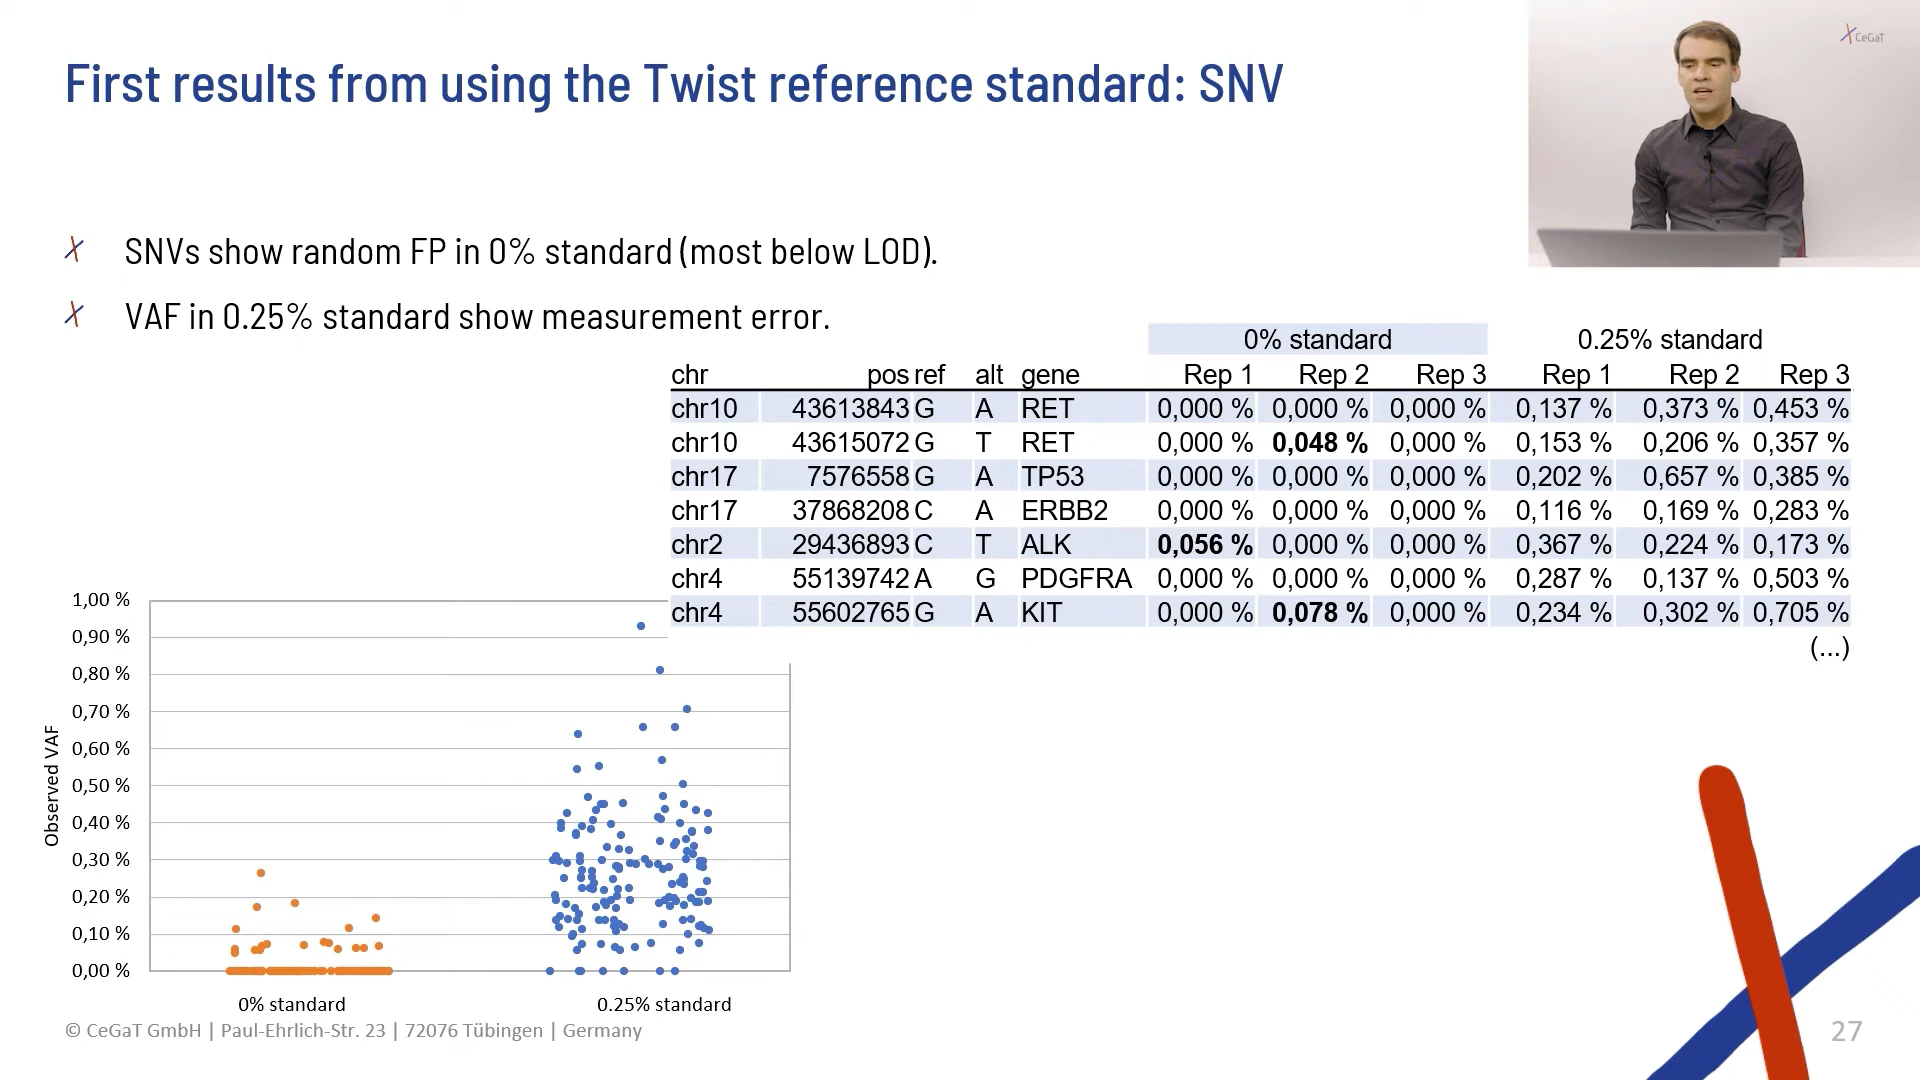 First results from using the Twist reference standard: SNV
CeGaT
SNVs show random FP in 0% standard (most below LOD).
VAF in 0.25% standard show measurement error.
0% standard 0.25% standard
chr pos ref alt gene Rep 1 Rep 2 Rep 3 Rep 1 Rep 2 Rep 3
chr10 43613843 G A RET 0,000 % 0,000 % 0,000 % 0,137 % 0,373 % 0,453 %
chr10 43615072 G T RET 0,000 % 0,048 % 0,000 % 0,153 % 0,206 % 0,357 %
chr17 7576558 G A TP53 0,000 % 0,000 % 0,000 % 0,202 % 0,657 % 0,385 %
chr17 37868208 C A ERBB2 0,000 % 0,000 % 0,000 % 0,116 % 0,169 % 0,283 %
chr2 29436893 C T ALK 0,056 % 0,000 % 0,000 % 0,367 % 0,224 % 0,173 %
chr4 55139742 A G PDGFRA 0,000 % 0,000 % 0,000 % 0,287 % 0,137 % 0,503 %
chr4 55602765 G A KIT 0,000 % 0,078 % 0,000 % 0,234 % 0,302 % 0,705 %
(...)
Observed VAF
1,00 %
0,90 %
0,80 %
0,70 %
0,60 %
0,50 %
0,40 %
0,30 %
0,20 %
0,10 %
0,00 %
0% standard 0.25% standard
© CeGaT GmbH | Paul-Ehrlich-Str. 23 | 72076 Tübingen | Germany
27